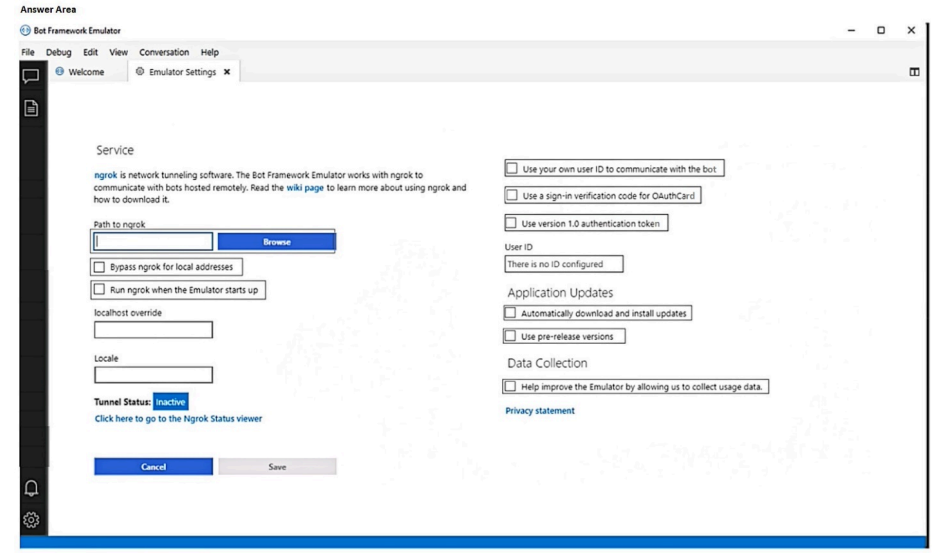 Answer Area
Bot Framework Emulator
File Debug Edit View Conversation Help
Welcome
Emulator Settings
Service
ngrok is network tunneling software. The Bot Framework Emulator works with ngrok to
communicate with bots hosted remotely. Read the wiki page to learn more about using ngrok and
how to download it.
Path to ngrok
Browse
Bypass ngrok for local addresses
Run ngrok when the Emulator starts up
localhost override
Locale
Tunnel Status: Inactive
Click here to go to the Ngrok Status viewer
Cancel
Save
Use your own user ID to communicate with the bot
Use a sign-in verification code for OAuthCard
Use version 1.0 authentication token
User ID
There is no ID configured
Application Updates
Automatically download and install updates
Use pre-release versions
Data Collection
Help improve the Emulator by allowing us to collect usage data.
Privacy statement